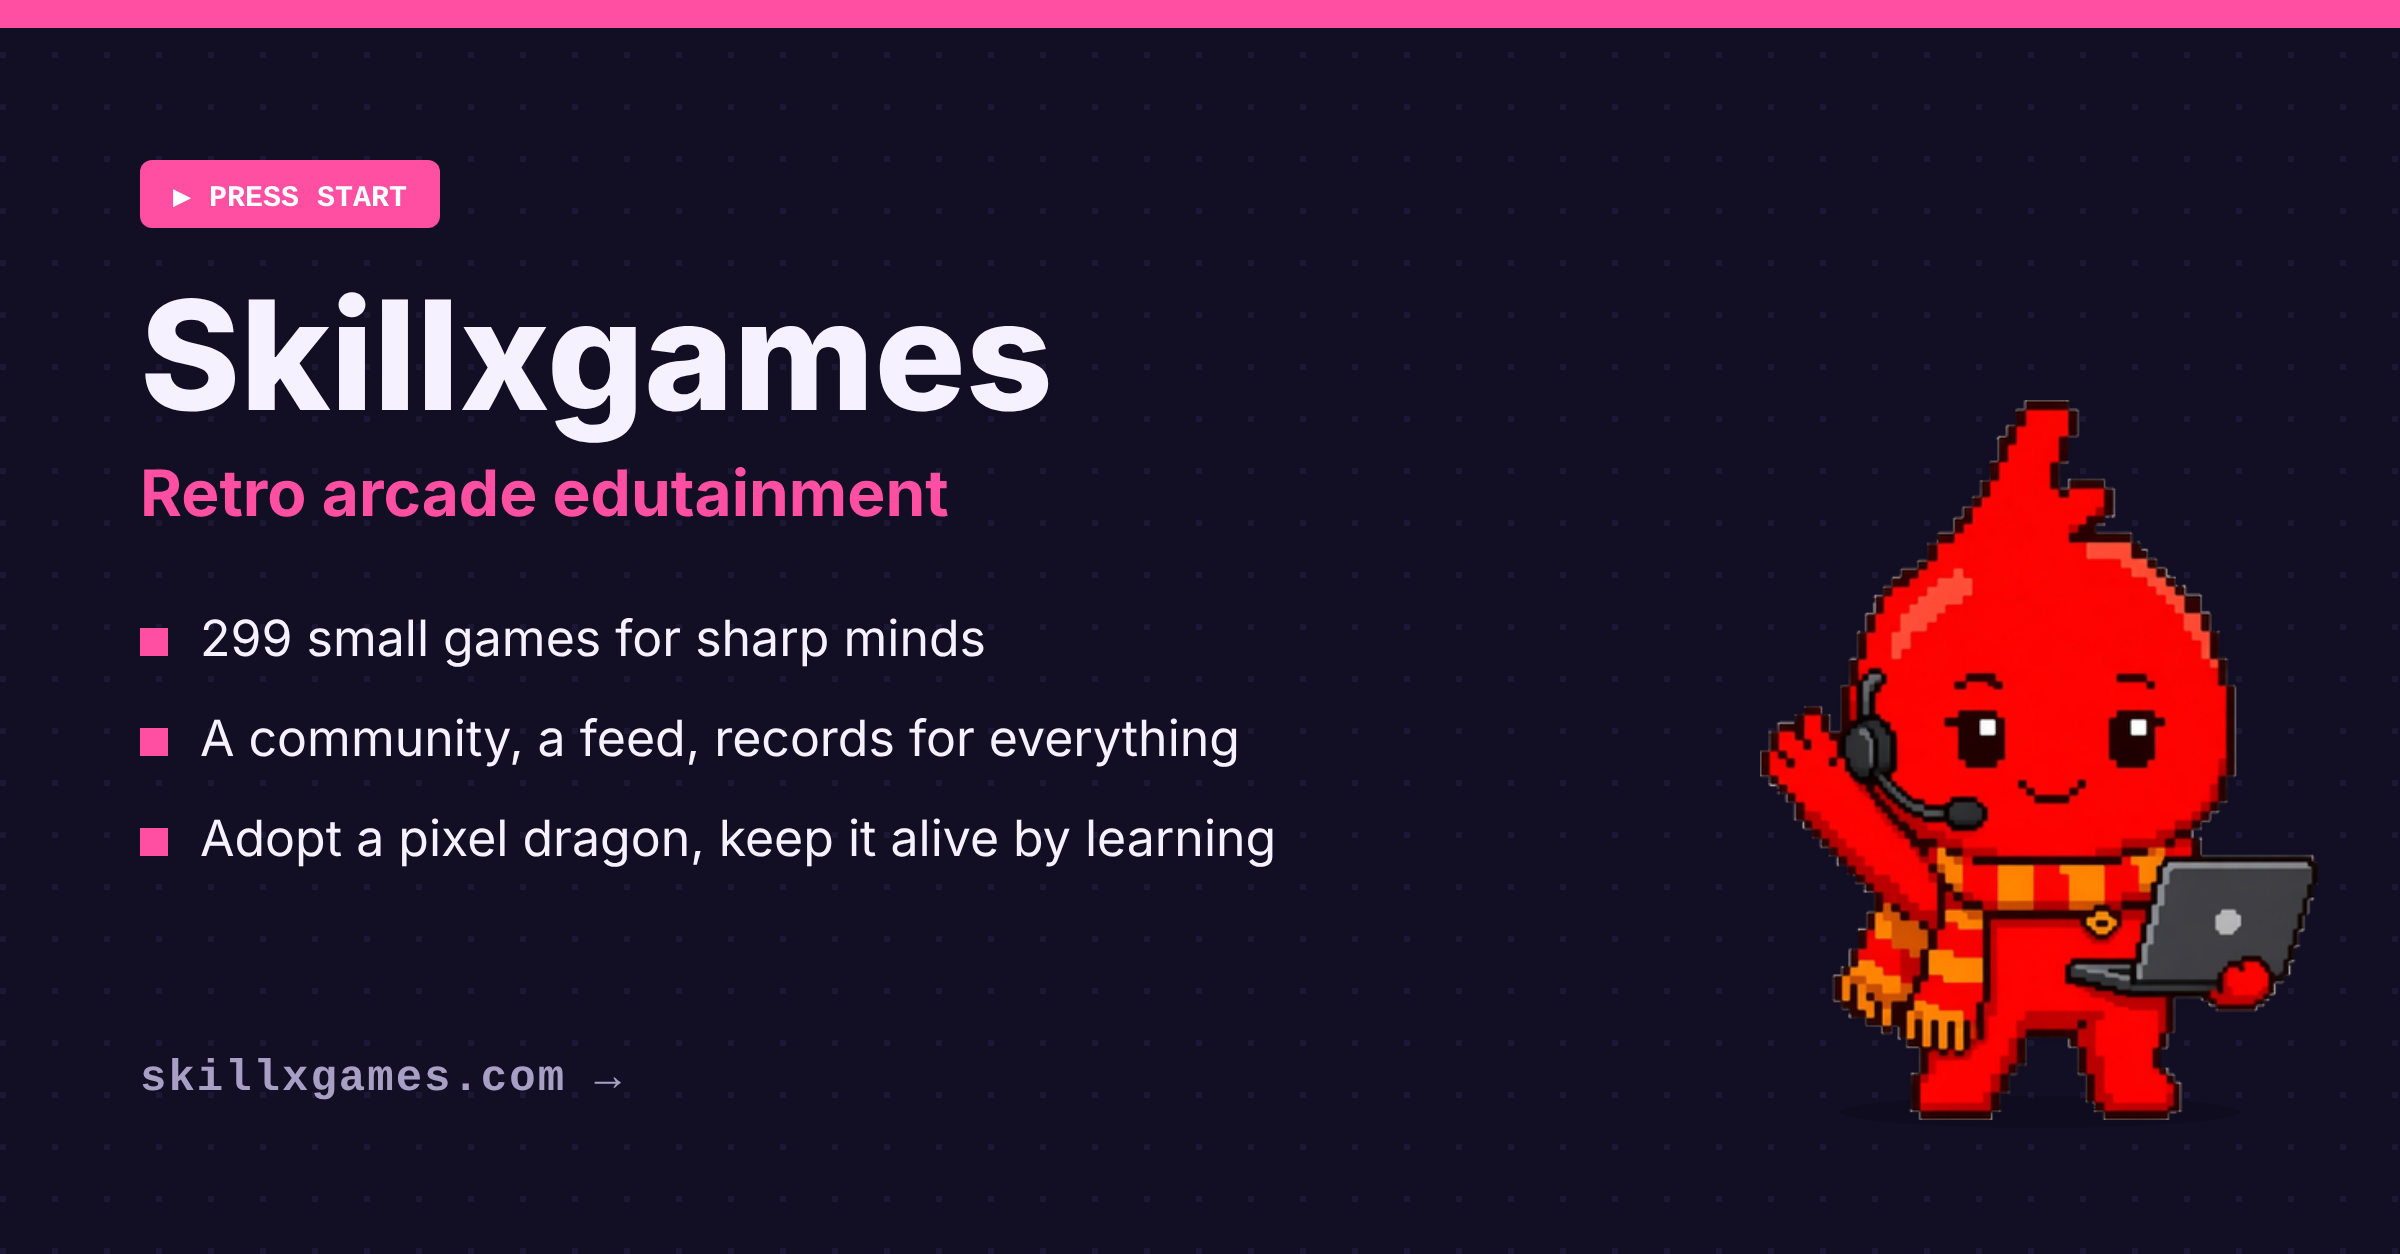 ▶ PRESS START
Skillxgames
Retro arcade edutainment
299 small games for sharp minds
A community, a feed, records for everything
Adopt a pixel dragon, keep it alive by learning
skillxgames.com →